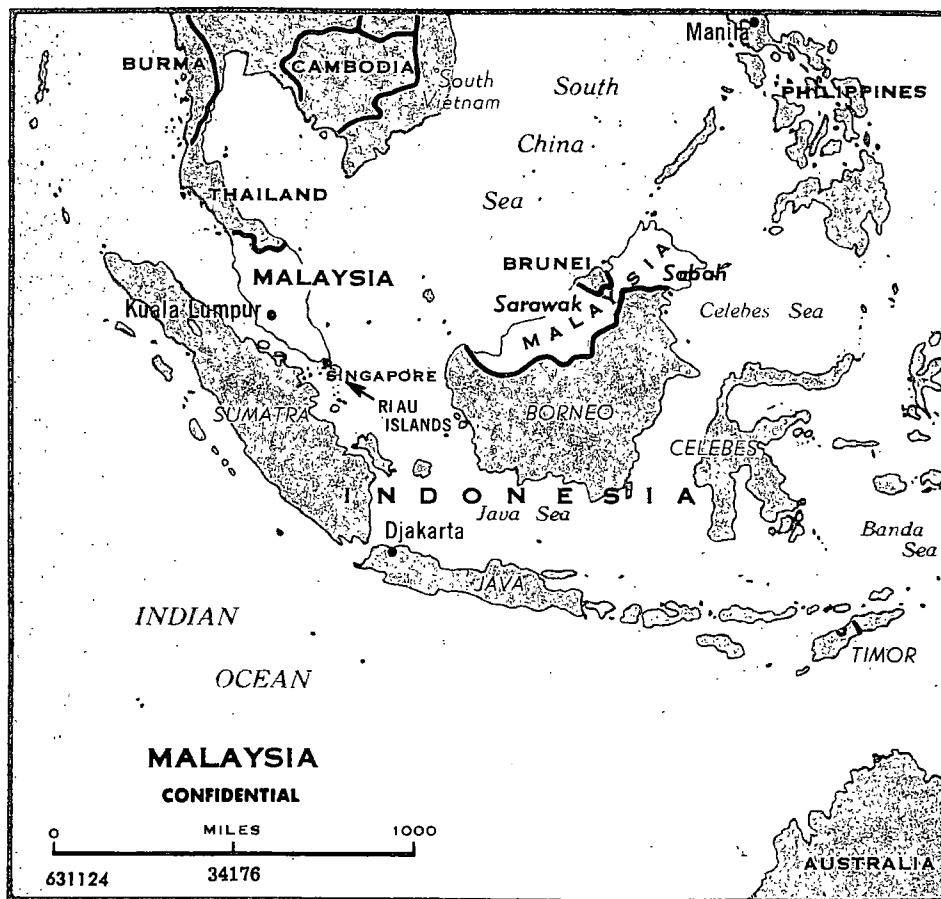 Manila
BURMA
CAMBODIA
South
Vietnam
South
China
Sea
PHILIPPINES
THAILAND
MALAYSIA
Kuala Lumpur
BRUNEI
Sabah
Sarawak
MALAYSIA
Celebes Sea
SINGAPORE
RIAU
ISLANDS
SUMATRA
BORNEO
CELEBES
INDONESIA
Java Sea
Banda
Sea
Djakarta
JAVA
INDIAN
OCEAN
TIMOR
MALAYSIA
CONFIDENTIAL
0 MILES 1000
631124 34176
AUSTRALIA